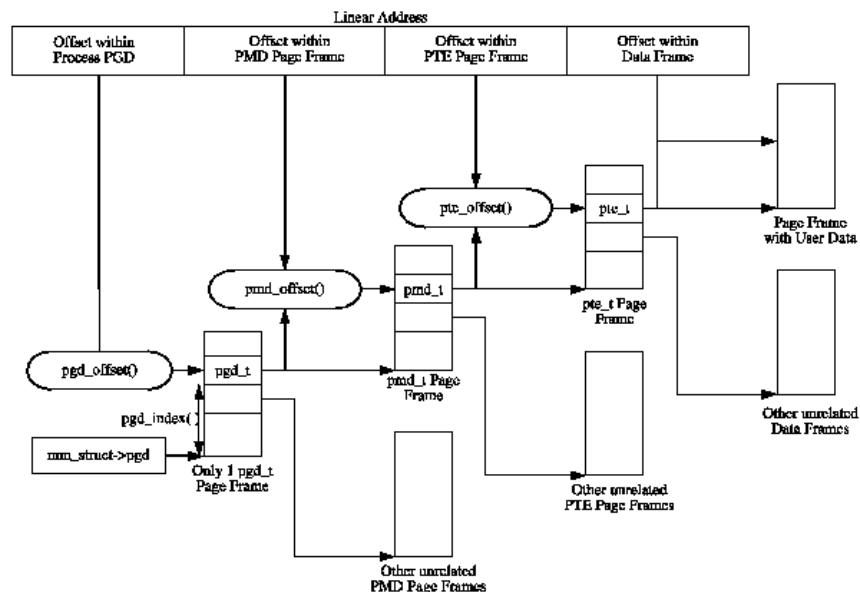 Linear Address
Offset within
Process PGD
Offset within
PMD Page Frame
Offset within
PTE Page Frame
Offset within
Data Frame
pte_offset()
pte_t
Page Frame
with User Data
pmd_offset()
pmd_t
pte_t Page
Frame
pgd_offset()
pgd_t
pmd_t Page
Frame
pgd_index()
Other unrelated
Data Frames
mm_struct->pgd
Only 1 pgd_t
Page Frame
Other unrelated
PTE Page Frames
Other unrelated
PMD Page Frames